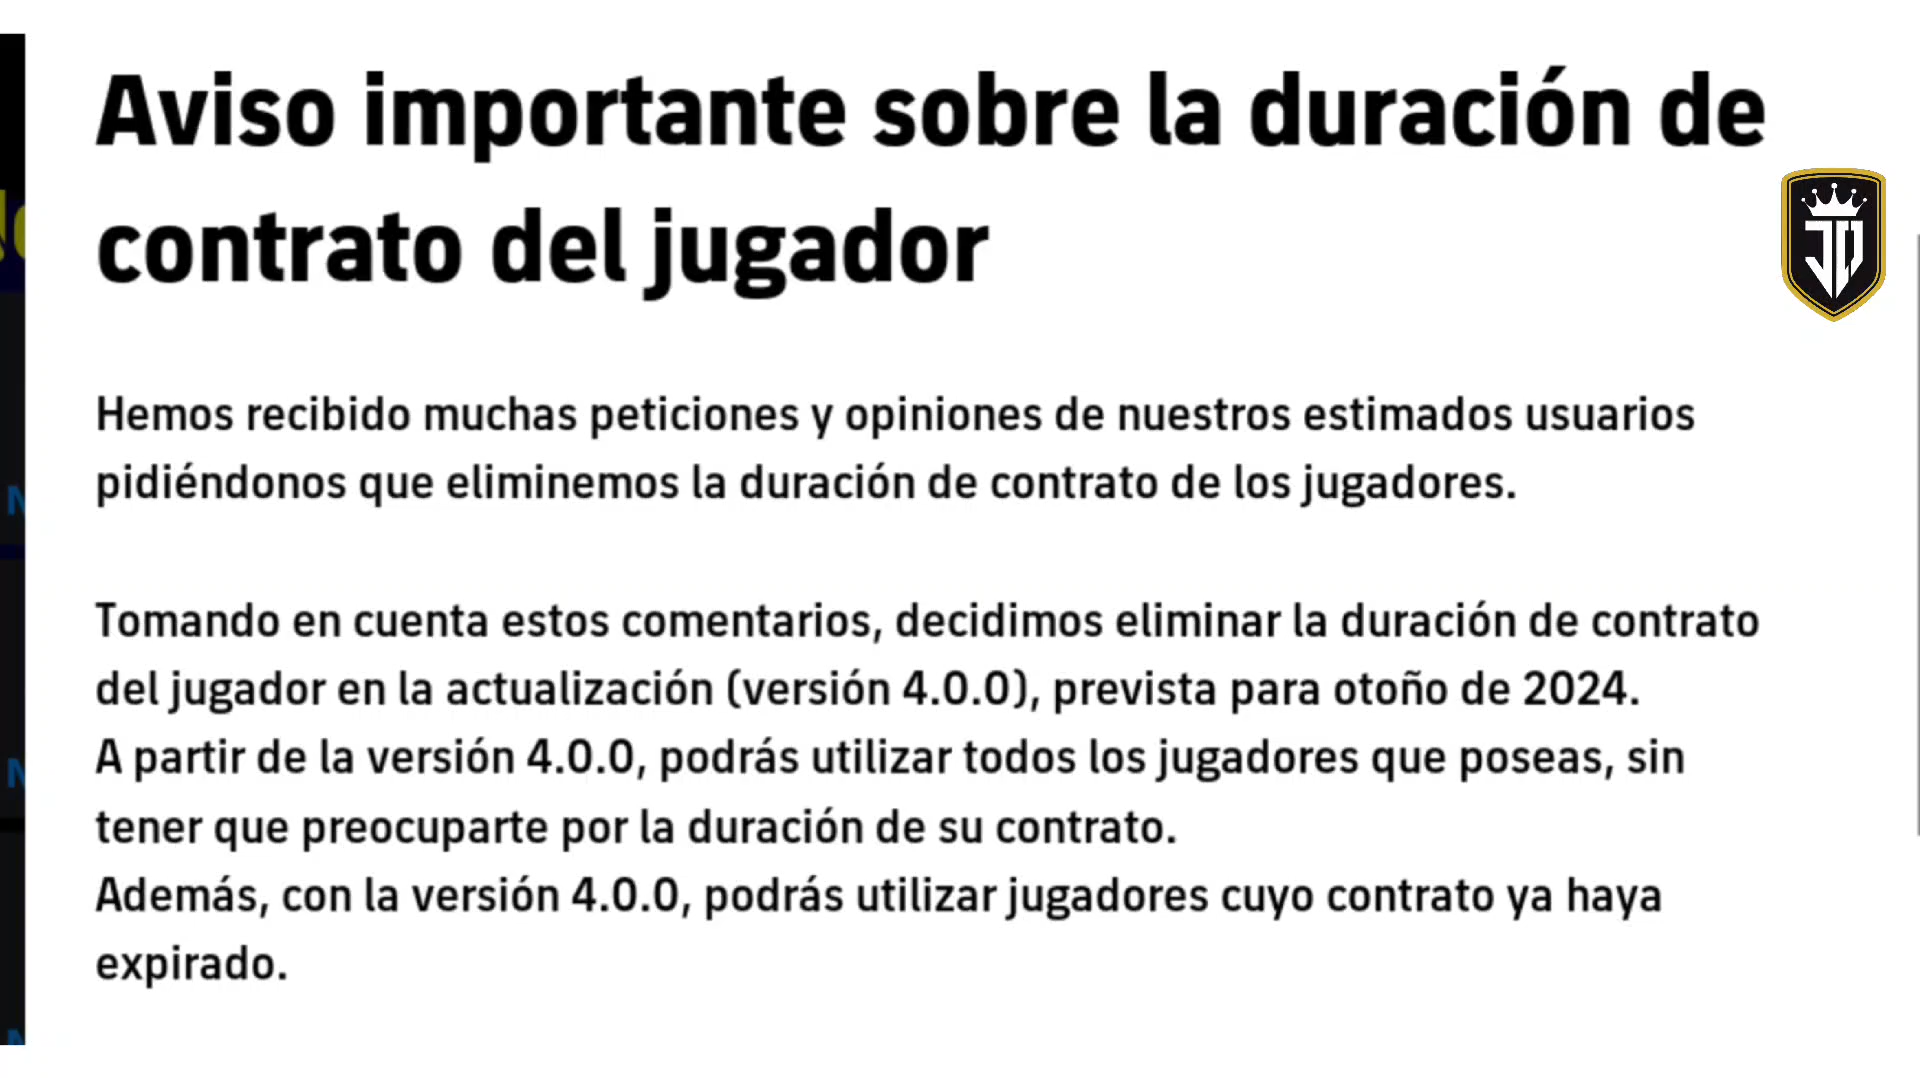 Aviso importante sobre la duración de
contrato del jugador
JD
Hemos recibido muchas peticiones y opiniones de nuestros estimados usuarios
pidiéndonos que eliminemos la duración de contrato de los jugadores.
Tomando en cuenta estos comentarios, decidimos eliminar la duración de contrato
del jugador en la actualización (versión 4.0.0), prevista para otoño de 2024.
A partir de la versión 4.0.0, podrás utilizar todos los jugadores que poseas, sin
tener que preocuparte por la duración de su contrato.
Además, con la versión 4.0.0, podrás utilizar jugadores cuyo contrato ya haya
expirado.